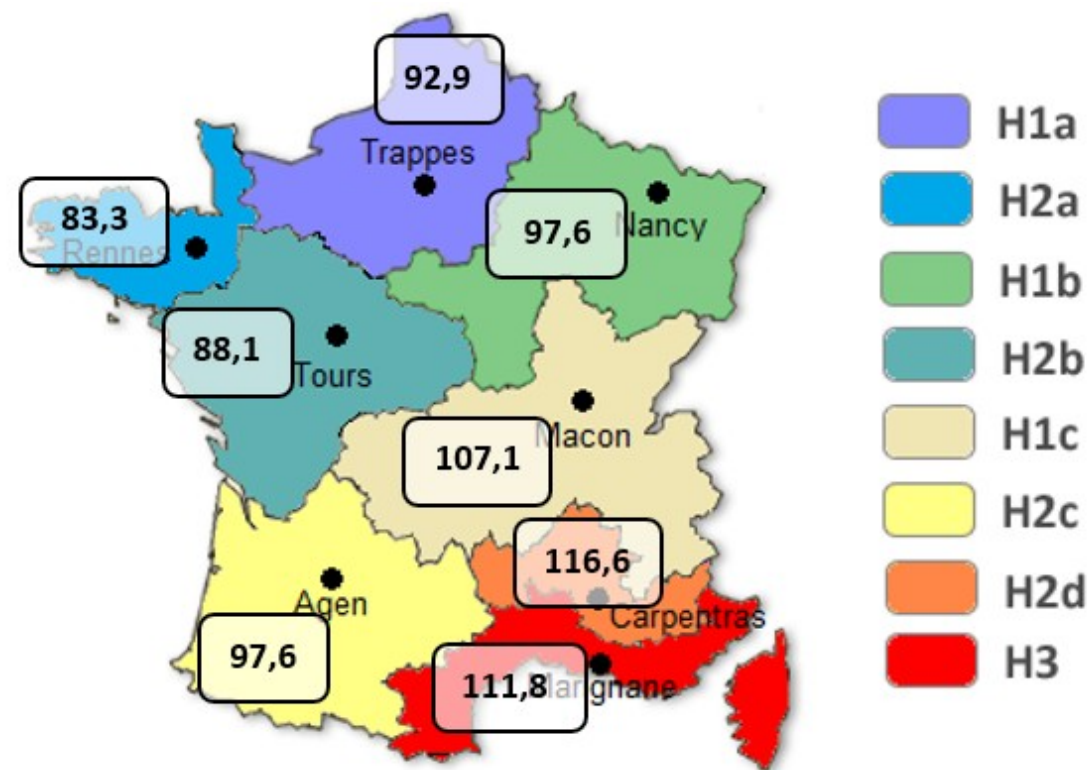 92,9
Trappes
83,3
Rennes
97,6
Nancy
88,1
Tours
Macon
107,1
116,6
Agen
Carpentras
97,6
111,8
Marignane
H1a
H2a
H1b
H2b
H1c
H2c
H2d
H3